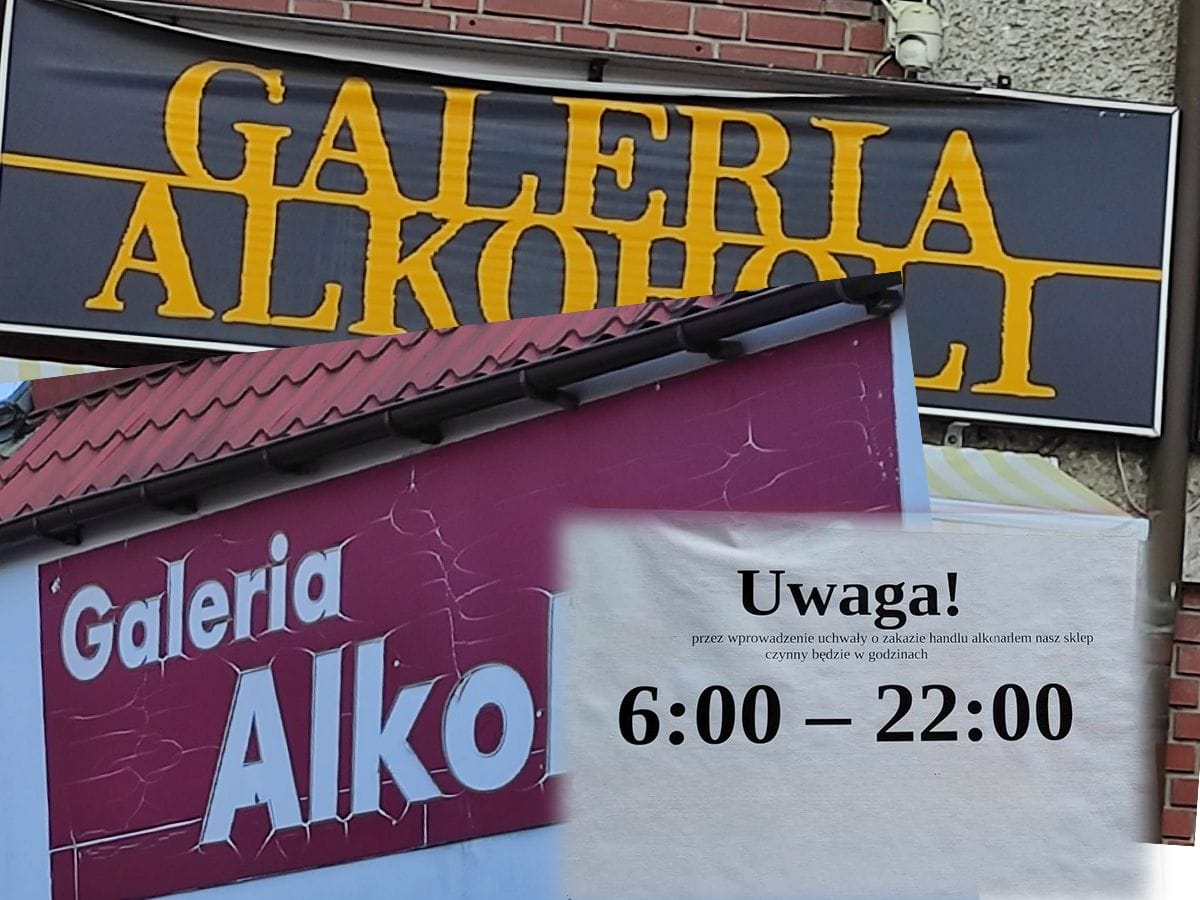 GALERIA
ALKOHOLI
Galeria
Alko
Uwaga!
przez wprowadzenie uchwały o zakazie handlu alkonarłem nasz sklep
czynny będzie w godzinach
6:00 – 22:00